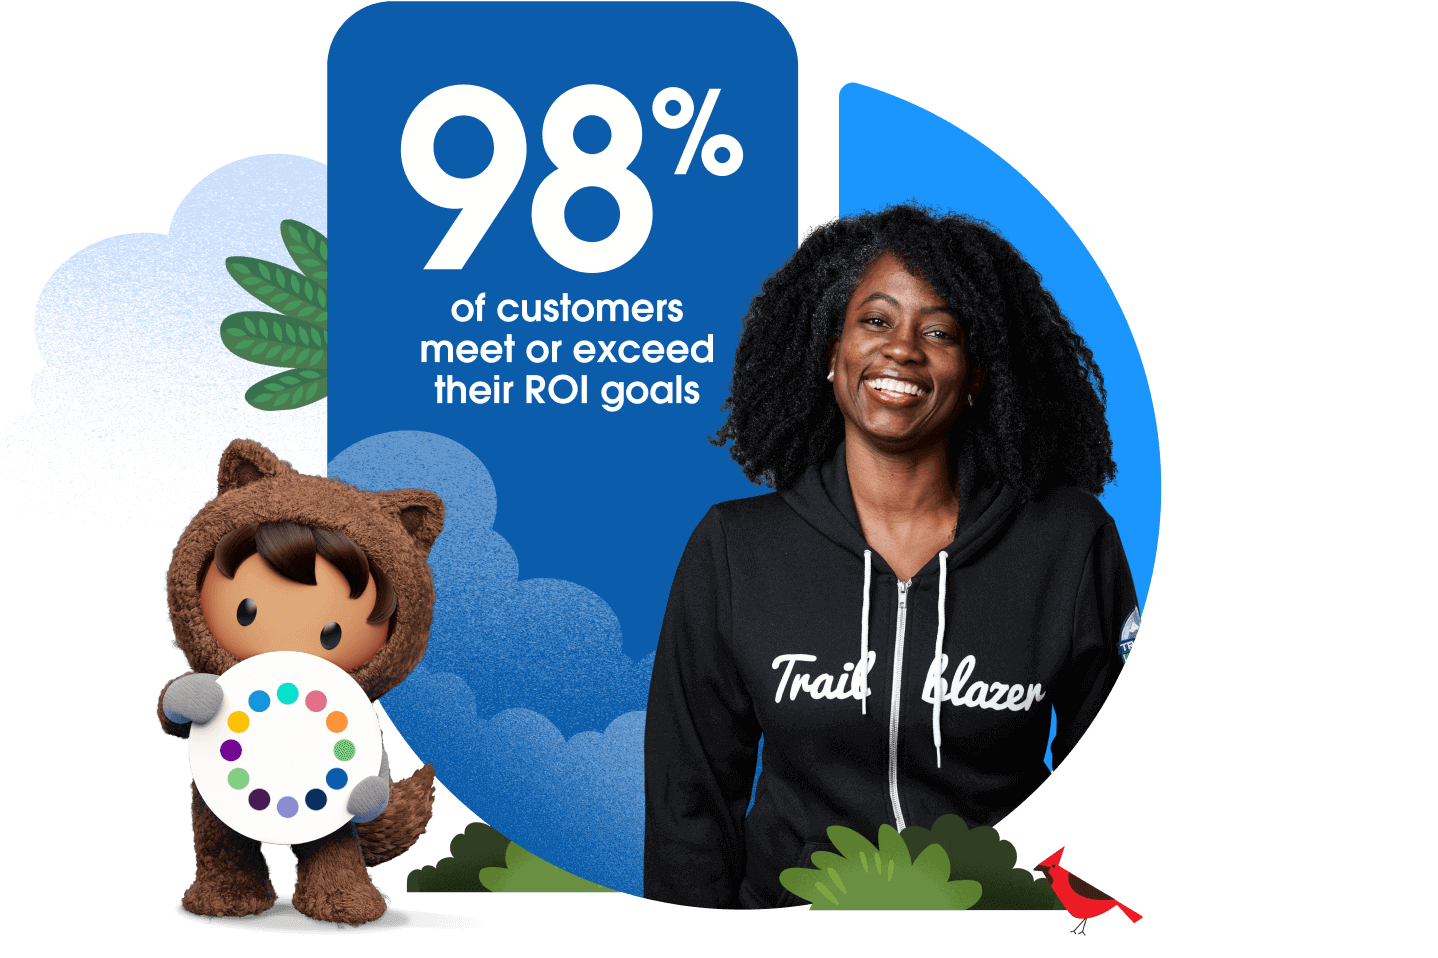 98%
of customers
meet or exceed
their ROI goals
Trail blazer